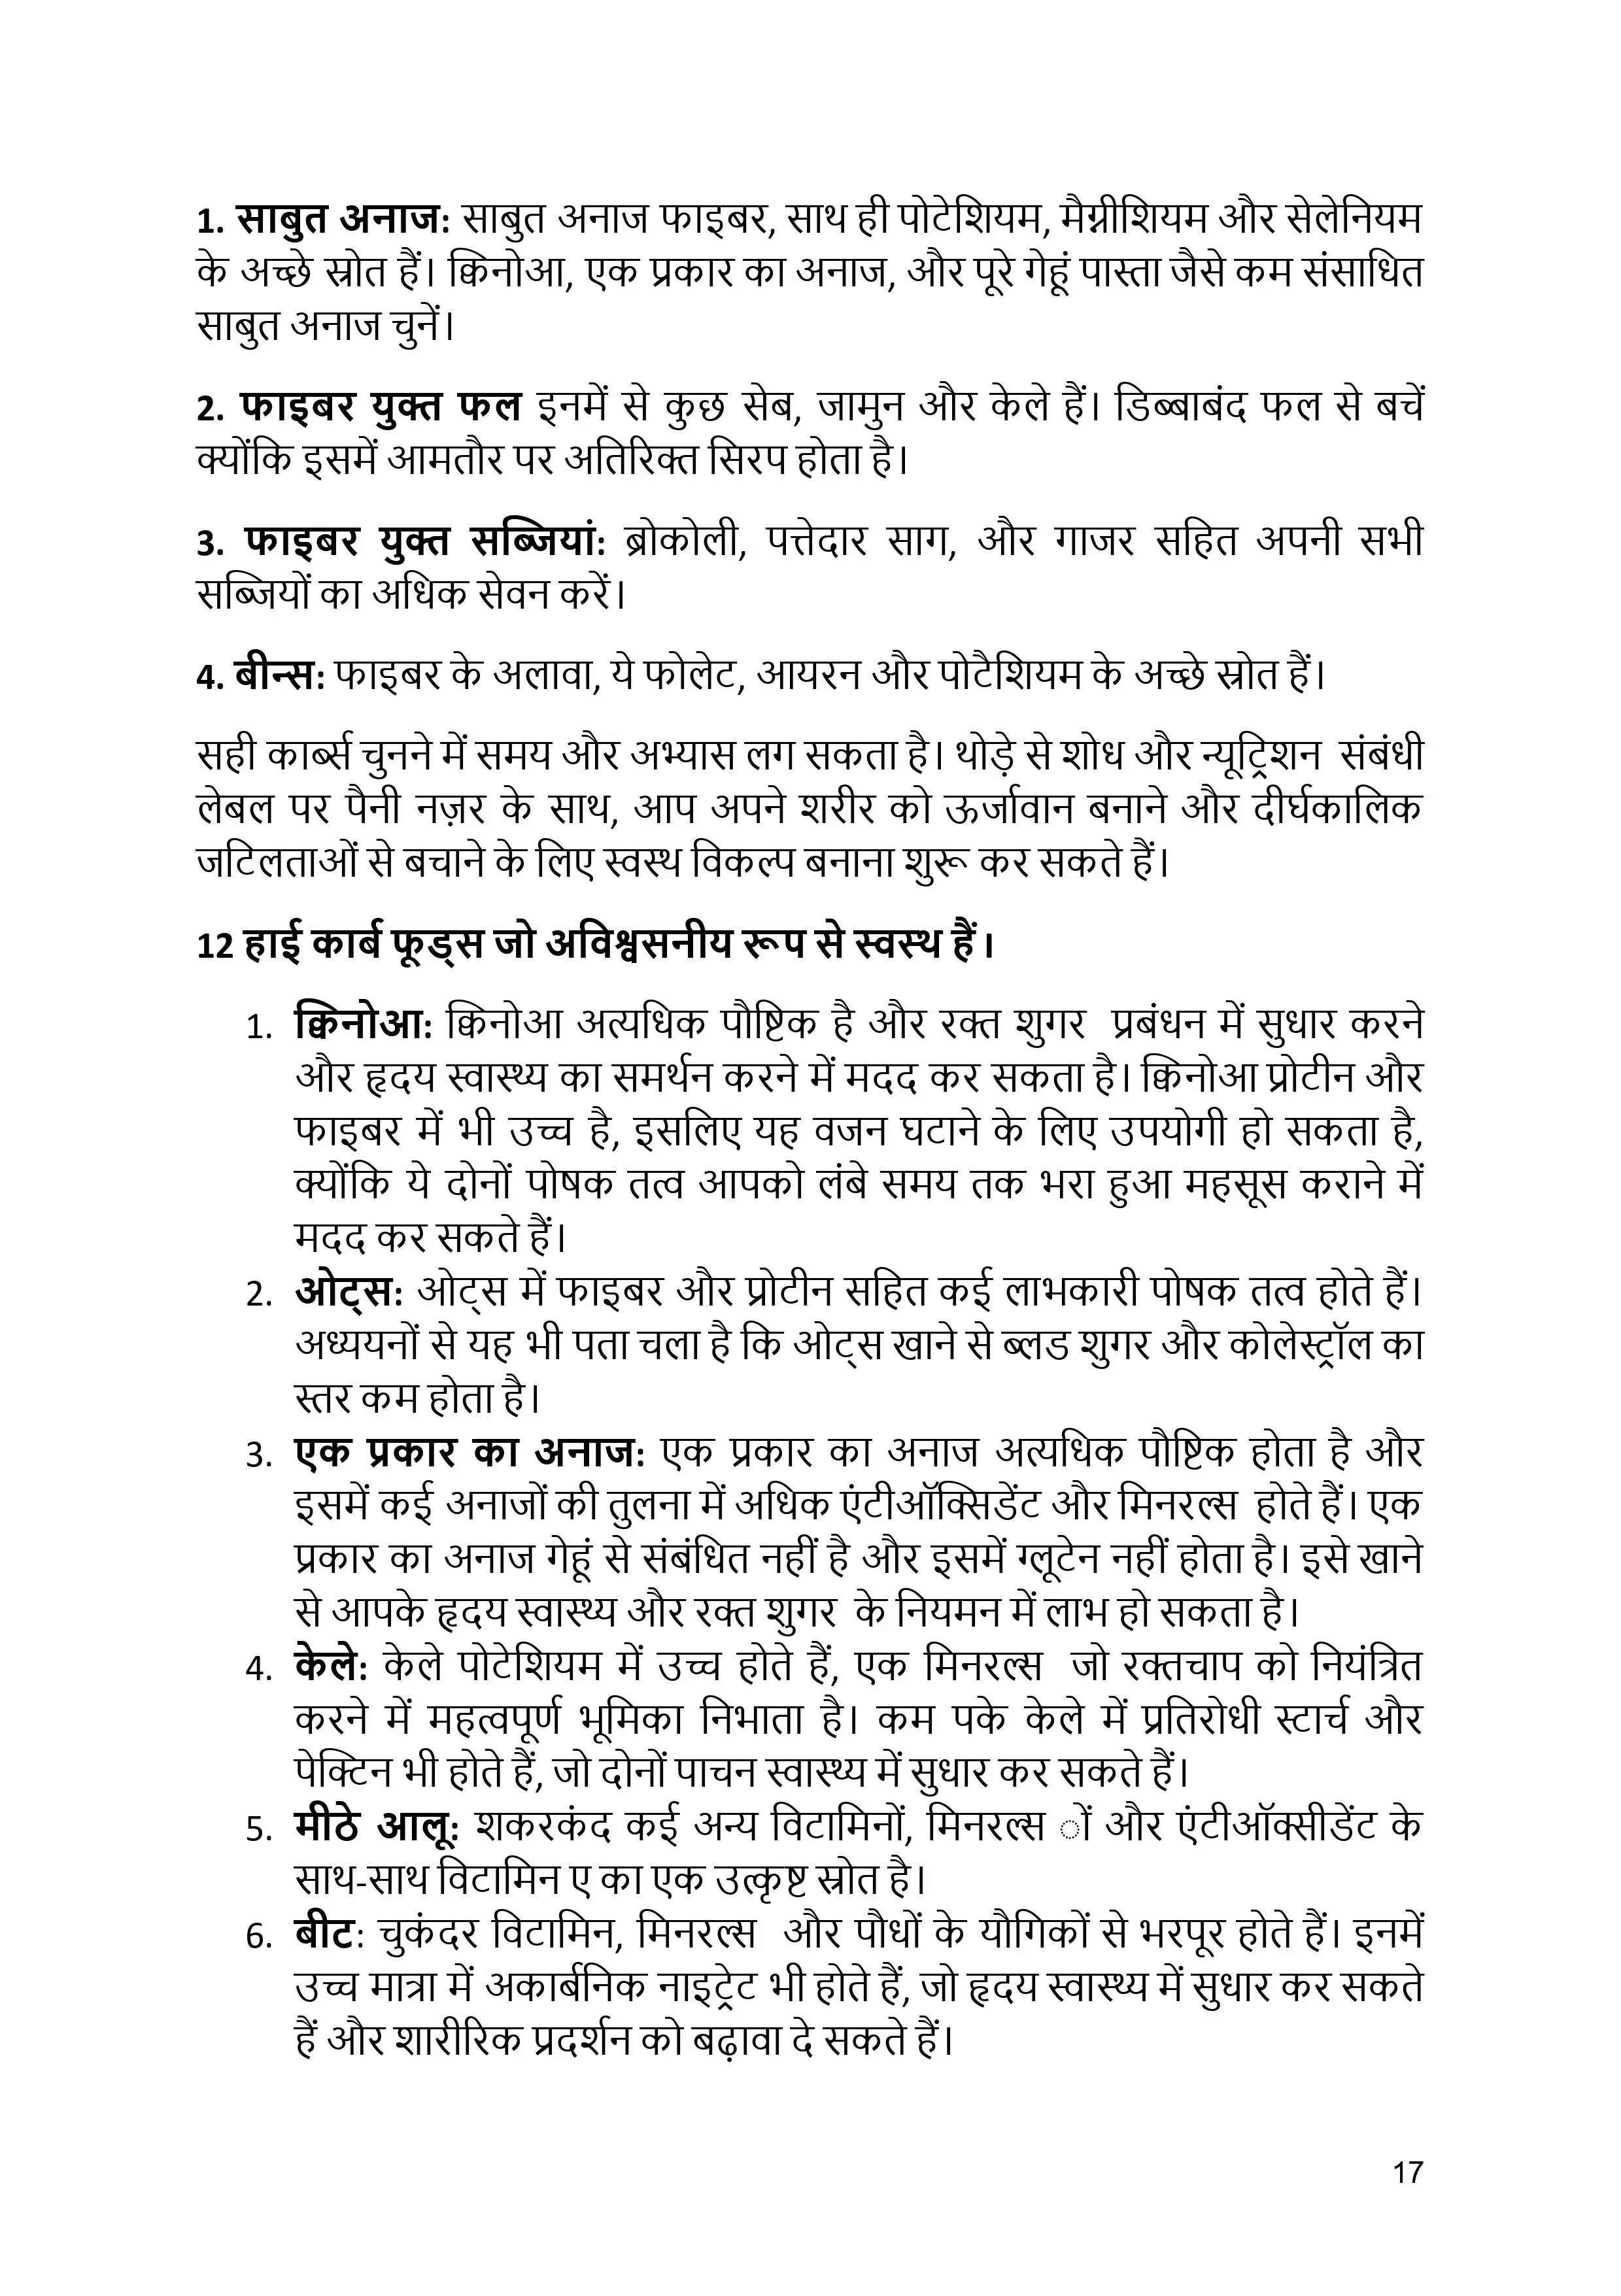 1. साबुत अनाज: साबुत अनाज फाइबर, साथ ही पोटेशियम, मैग्नीशियम और सेलेनियम
के अच्छे स्रोत हैं। क्विनोआ, एक प्रकार का अनाज, और पूरे गेहूं पास्ता जैसे कम संसाधित
साबुत अनाज चुनें।
2. फाइबर युक्त फल इनमें से कुछ सेब, जामुन और केले हैं। डिब्बाबंद फल से बचें
क्योंकि इसमें आमतौर पर अतिरिक्त सिरप होता है।
3. फाइबर युक्त सब्जियां: ब्रोकोली, पत्तेदार साग, और गाजर सहित अपनी सभी
सब्जियों का अधिक सेवन करें।
4. बीन्स: फाइबर के अलावा, ये फोलेट, आयरन और पोटैशियम के अच्छे स्रोत हैं।
सही कार्ब्स चुनने में समय और अभ्यास लग सकता है। थोड़े से शोध और न्यूट्रिशन संबंधी
लेबल पर पैनी नज़र के साथ, आप अपने शरीर को ऊर्जावान बनाने और दीर्घकालिक
जटिलताओं से बचाने के लिए स्वस्थ विकल्प बनाना शुरू कर सकते हैं।
12 हाई कार्ब फूड्स जो अविश्वसनीय रूप से स्वस्थ हैं।
1. क्विनोआ: क्विनोआ अत्यधिक पौष्टिक है और रक्त शुगर प्रबंधन में सुधार करने
और हृदय स्वास्थ्य का समर्थन करने में मदद कर सकता है। क्विनोआ प्रोटीन और
फाइबर में भी उच्च है, इसलिए यह वजन घटाने के लिए उपयोगी हो सकता है,
क्योंकि ये दोनों पोषक तत्व आपको लंबे समय तक भरा हुआ महसूस कराने में
मदद कर सकते हैं।
2. ओट्स: ओट्स में फाइबर और प्रोटीन सहित कई लाभकारी पोषक तत्व होते हैं।
अध्ययनों से यह भी पता चला है कि ओट्स खाने से ब्लड शुगर और कोलेस्ट्रॉल का
स्तर कम होता है।
3. एक प्रकार का अनाज: एक प्रकार का अनाज अत्यधिक पौष्टिक होता है और
इसमें कई अनाजों की तुलना में अधिक एंटीऑक्सिडेंट और मिनरल्स होते हैं। एक
प्रकार का अनाज गेहूं से संबंधित नहीं है और इसमें ग्लूटेन नहीं होता है। इसे खाने
से आपके हृदय स्वास्थ्य और रक्त शुगर के नियमन में लाभ हो सकता है।
4. केले: केले पोटेशियम में उच्च होते हैं, एक मिनरल्स जो रक्तचाप को नियंत्रित
करने में महत्वपूर्ण भूमिका निभाता है। कम पके केले में प्रतिरोधी स्टार्च और
पेक्टिन भी होते हैं, जो दोनों पाचन स्वास्थ्य में सुधार कर सकते हैं।
5. मीठे आलू: शकरकंद कई अन्य विटामिनों, मिनरल्स ों और एंटीऑक्सीडेंट के
साथ-साथ विटामिन ए का एक उत्कृष्ट स्रोत है।
6. बीट: चुकंदर विटामिन, मिनरल्स और पौधों के यौगिकों से भरपूर होते हैं। इनमें
उच्च मात्रा में अकार्बनिक नाइट्रेट भी होते हैं, जो हृदय स्वास्थ्य में सुधार कर सकते
हैं और शारीरिक प्रदर्शन को बढ़ावा दे सकते हैं।
17